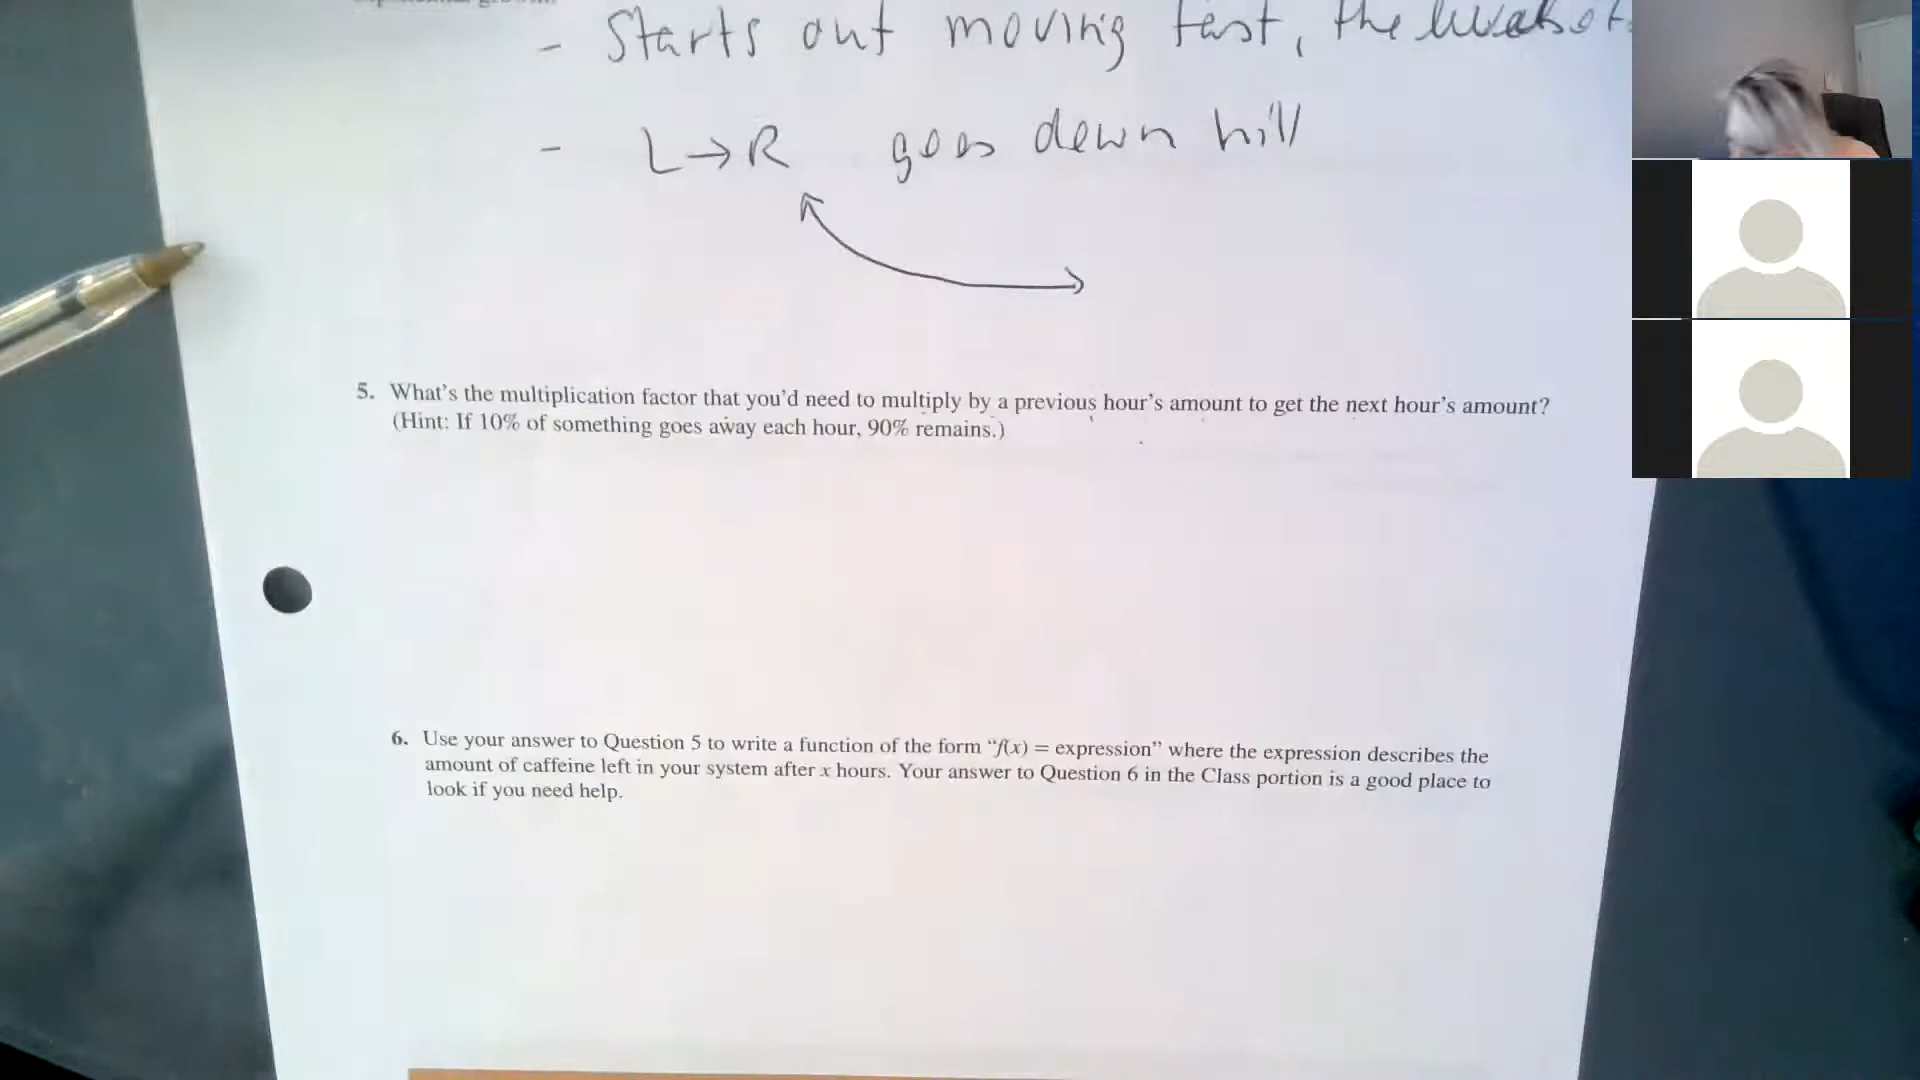 - Starts out moving fast, the
- L→R goes down hill
5. What's the multiplication factor that you'd need to multiply by a previous hour's amount to get the next hour's amount?
(Hint: If 10% of something goes away each hour, 90% remains.)
6. Use your answer to Question 5 to write a function of the form “f(x) = expression” where the expression describes the
amount of caffeine left in your system after x hours. Your answer to Question 6 in the Class portion is a good place to
look if you need help.